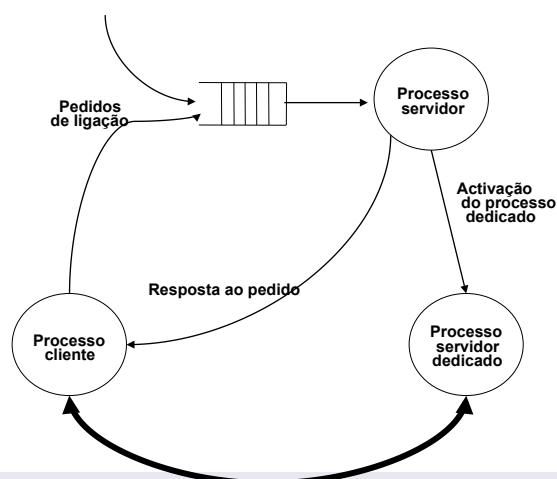 Pedidos
de ligação
Processo
servidor
Activação
do processo
dedicado
Resposta ao pedido
Processo
cliente
Processo
servidor
dedicado